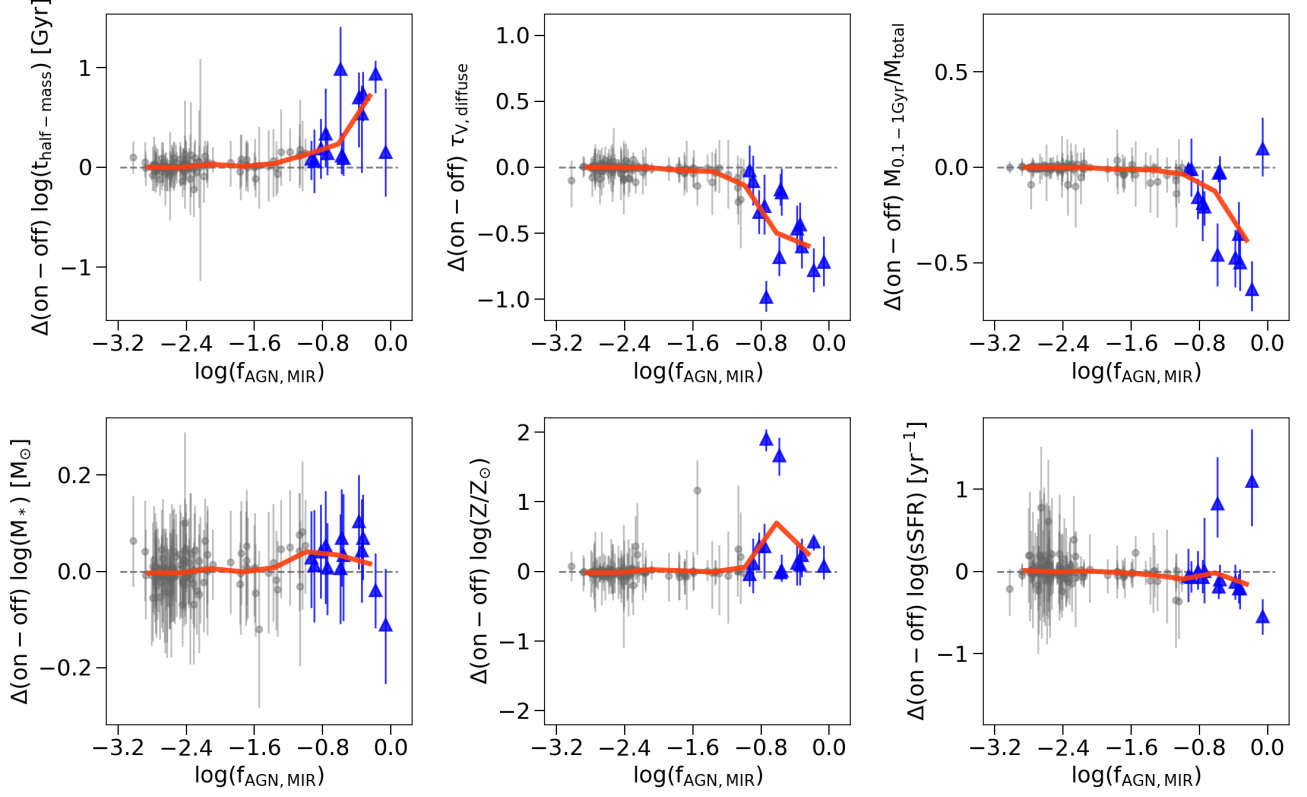 Δ(on − off) log(t_half−mass) [Gyr]
1
0
−1
−3.2 −2.4 −1.6 −0.8 0.0
log(f_AGN, MIR)
Δ(on − off) τ_V, diffuse
1.0
0.5
0.0
−0.5
−1.0
−3.2 −2.4 −1.6 −0.8 0.0
log(f_AGN, MIR)
Δ(on − off) M_0.1 − 1Gyr/M_total
0.5
0.0
−0.5
−3.2 −2.4 −1.6 −0.8 0.0
log(f_AGN, MIR)
Δ(on − off) log(M_*) [M_⊙]
0.2
0.0
−0.2
−3.2 −2.4 −1.6 −0.8 0.0
log(f_AGN, MIR)
Δ(on − off) log(Z/Z_⊙)
2
1
0
−1
−2
−3.2 −2.4 −1.6 −0.8 0.0
log(f_AGN, MIR)
Δ(on − off) log(sSFR) [yr⁻¹]
1
0
−1
−3.2 −2.4 −1.6 −0.8 0.0
log(f_AGN, MIR)